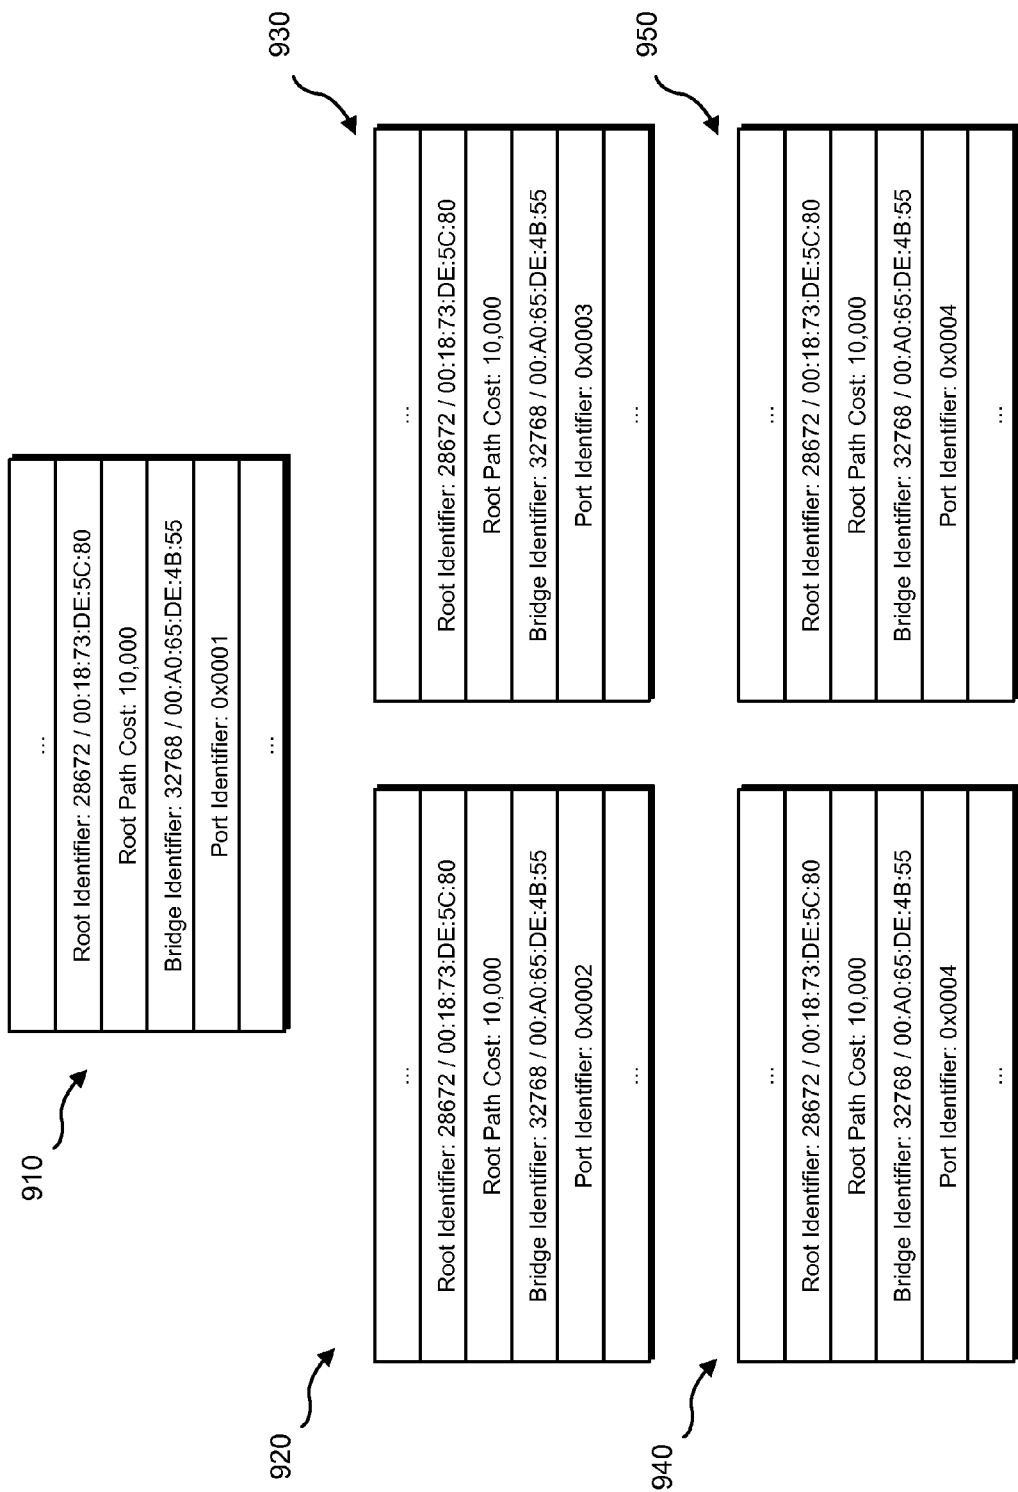 910
...
Root Identifier: 28672 / 00:18:73:DE:5C:80
Root Path Cost: 10,000
Bridge Identifier: 32768 / 00:A0:65:DE:4B:55
Port Identifier: 0x0001
...
920
...
Root Identifier: 28672 / 00:18:73:DE:5C:80
Root Path Cost: 10,000
Bridge Identifier: 32768 / 00:A0:65:DE:4B:55
Port Identifier: 0x0002
...
930
...
Root Identifier: 28672 / 00:18:73:DE:5C:80
Root Path Cost: 10,000
Bridge Identifier: 32768 / 00:A0:65:DE:4B:55
Port Identifier: 0x0003
...
940
...
Root Identifier: 28672 / 00:18:73:DE:5C:80
Root Path Cost: 10,000
Bridge Identifier: 32768 / 00:A0:65:DE:4B:55
Port Identifier: 0x0004
...
950
...
Root Identifier: 28672 / 00:18:73:DE:5C:80
Root Path Cost: 10,000
Bridge Identifier: 32768 / 00:A0:65:DE:4B:55
Port Identifier: 0x0004
...